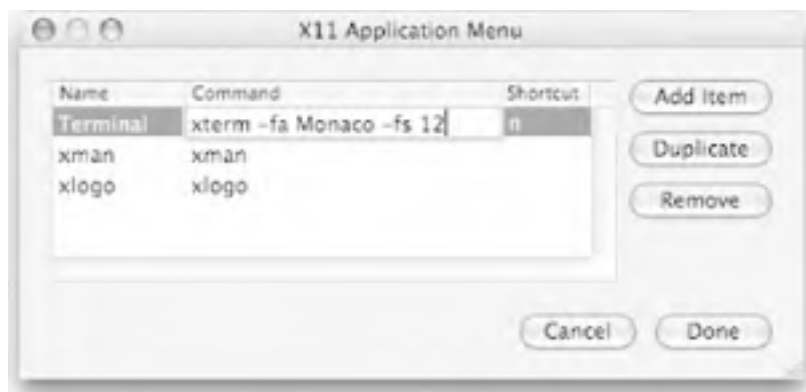 X11 Application Menu
Name Command Shortcut
Terminal xterm -fa Monaco -fs 12 n
xman xman
xlogo xlogo
Add Item
Duplicate
Remove
Cancel Done